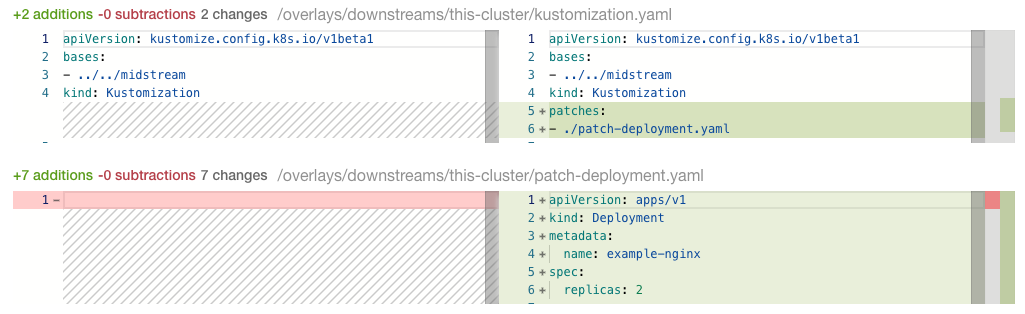 +2 additions -0 subtractions 2 changes /overlays/downstreams/this-cluster/kustomization.yaml
1 apiVersion: kustomize.config.k8s.io/v1beta1
2 bases:
3 - ../../midstream
4 kind: Kustomization
1 apiVersion: kustomize.config.k8s.io/v1beta1
2 bases:
3 - ../../midstream
4 kind: Kustomization
5 +patches:
6 +- ./patch-deployment.yaml
+7 additions -0 subtractions 7 changes /overlays/downstreams/this-cluster/patch-deployment.yaml
1 -
1 +apiVersion: apps/v1
2 +kind: Deployment
3 +metadata:
4 +  name: example-nginx
5 +spec:
6 +  replicas: 2